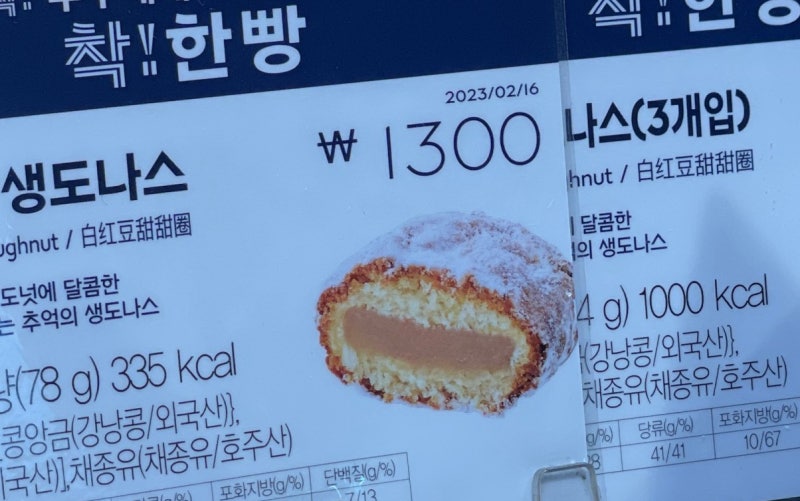 착!!한빵
2023/02/16
₩ 1300
생도나스
ughnut / 白红豆甜甜圈
도넛에 달콤한
는 추억의 생도나스
량(78 g) 335 kcal
콩앙금(강낭콩/외국산)},
국산)],채종유(채종유/호주산)
포화지방(g/%)
단백질(g/%)
7/13
착!!한빵
나스(3개입)
hnut / 白红豆甜甜圈
달콤한
의 생도나스
4 g) 1000 kcal
(강낭콩/외국산)},
채종유(채종유/호주산)
g/%)
당류(g/%)
포화지방(g/%)
41/41
10/67